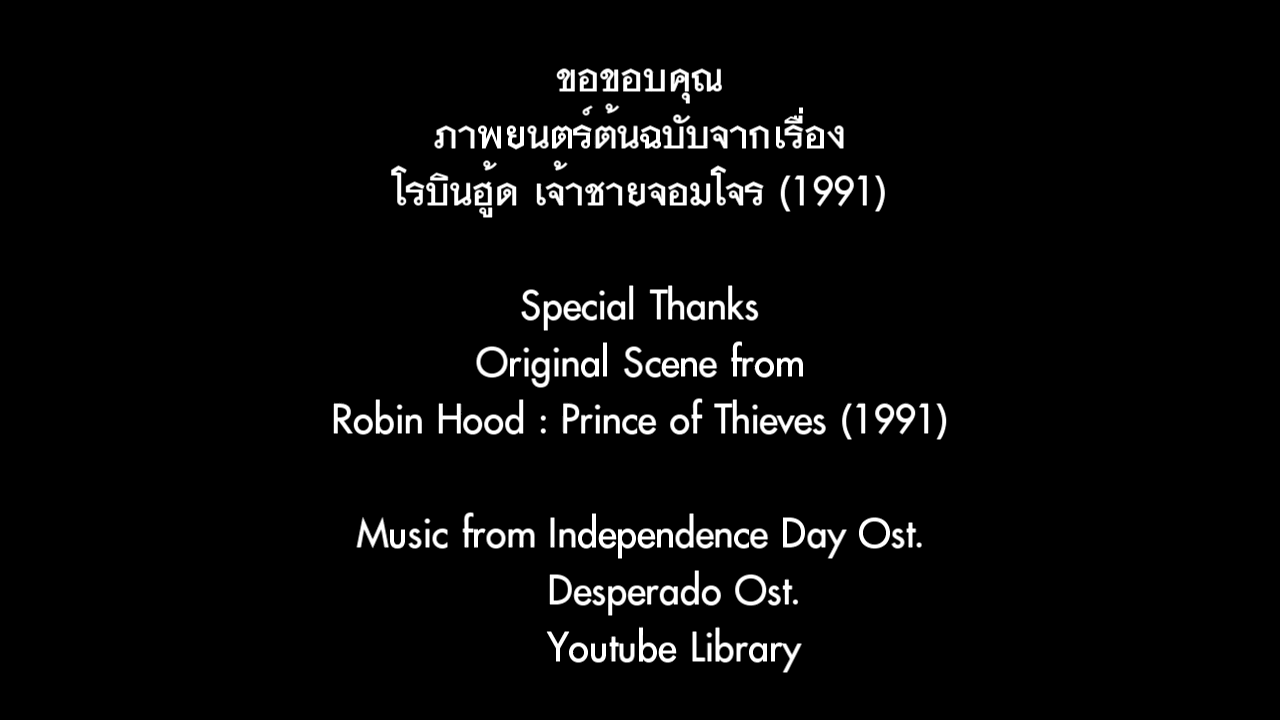 ขอขอบคุณ
ภาพยนตร์ต้นฉบับจากเรื่อง
โรบินฮู้ด เจ้าชายจอมโจร (1991)
Special Thanks
Original Scene from
Robin Hood : Prince of Thieves (1991)
Music from Independence Day Ost.
Desperado Ost.
Youtube Library